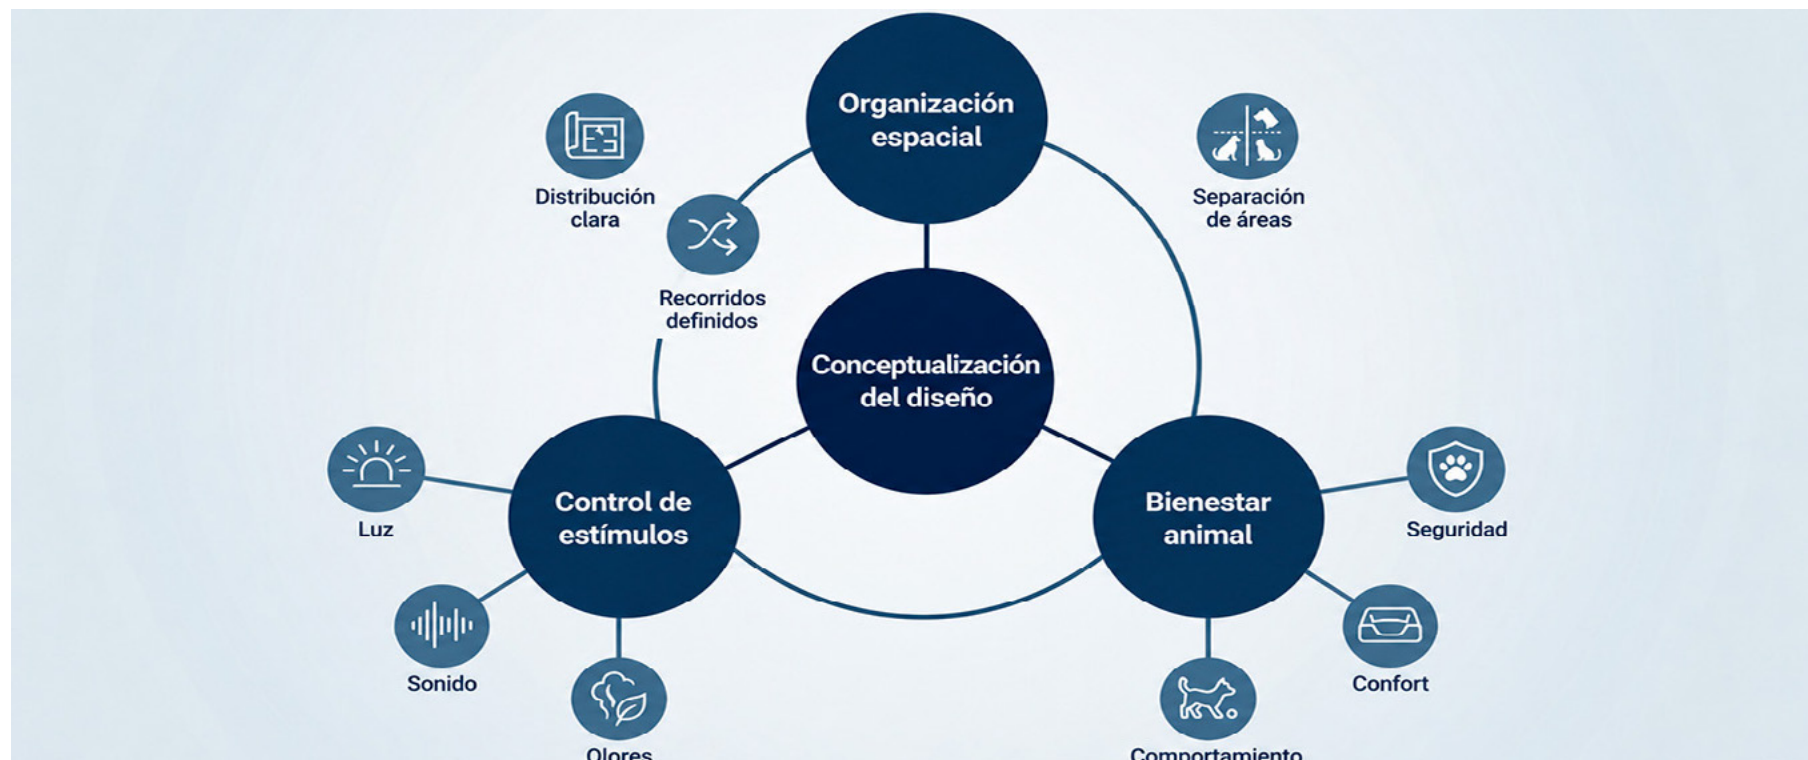 Organización
espacial
Distribución
clara
Separación
de áreas
Recorridos
definidos
Conceptualización
del diseño
Control de
estímulos
Bienestar
animal
Luz
Seguridad
Sonido
Confort
Olores
Comportamiento